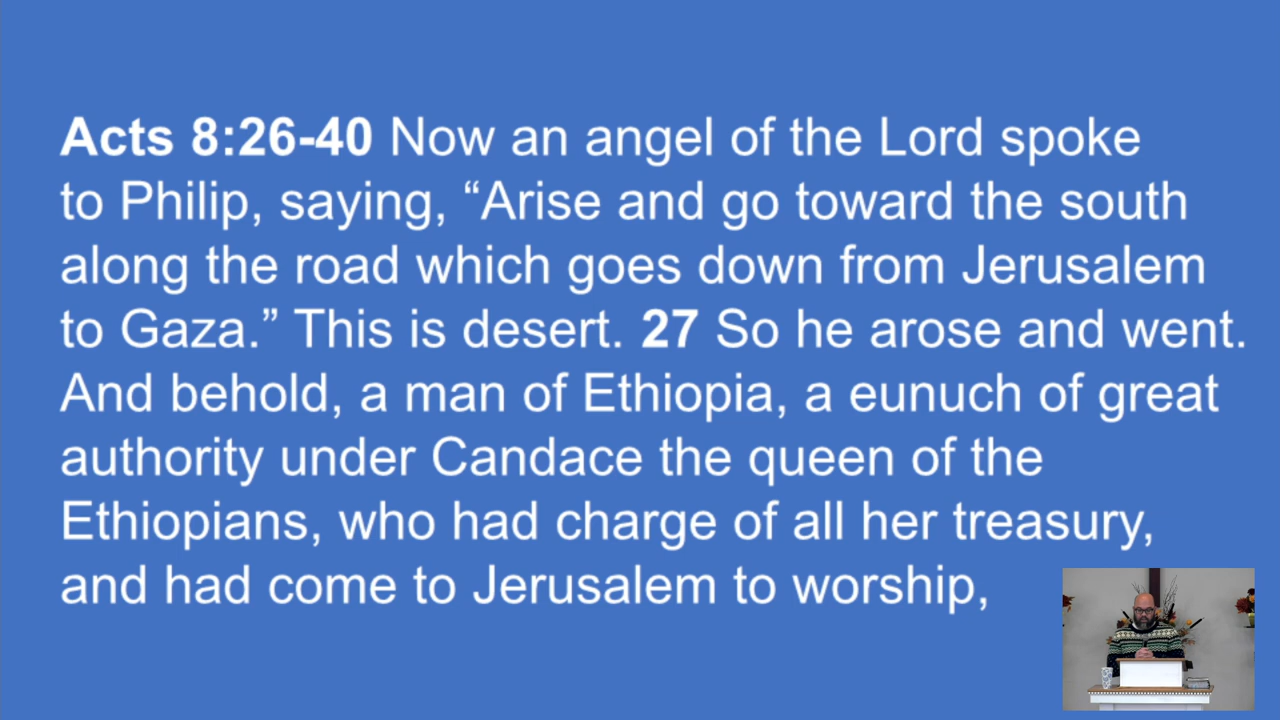 Acts 8:26-40 Now an angel of the Lord spoke
to Philip, saying, “Arise and go toward the south
along the road which goes down from Jerusalem
to Gaza.” This is desert. 27 So he arose and went.
And behold, a man of Ethiopia, a eunuch of great
authority under Candace the queen of the
Ethiopians, who had charge of all her treasury,
and had come to Jerusalem to worship,